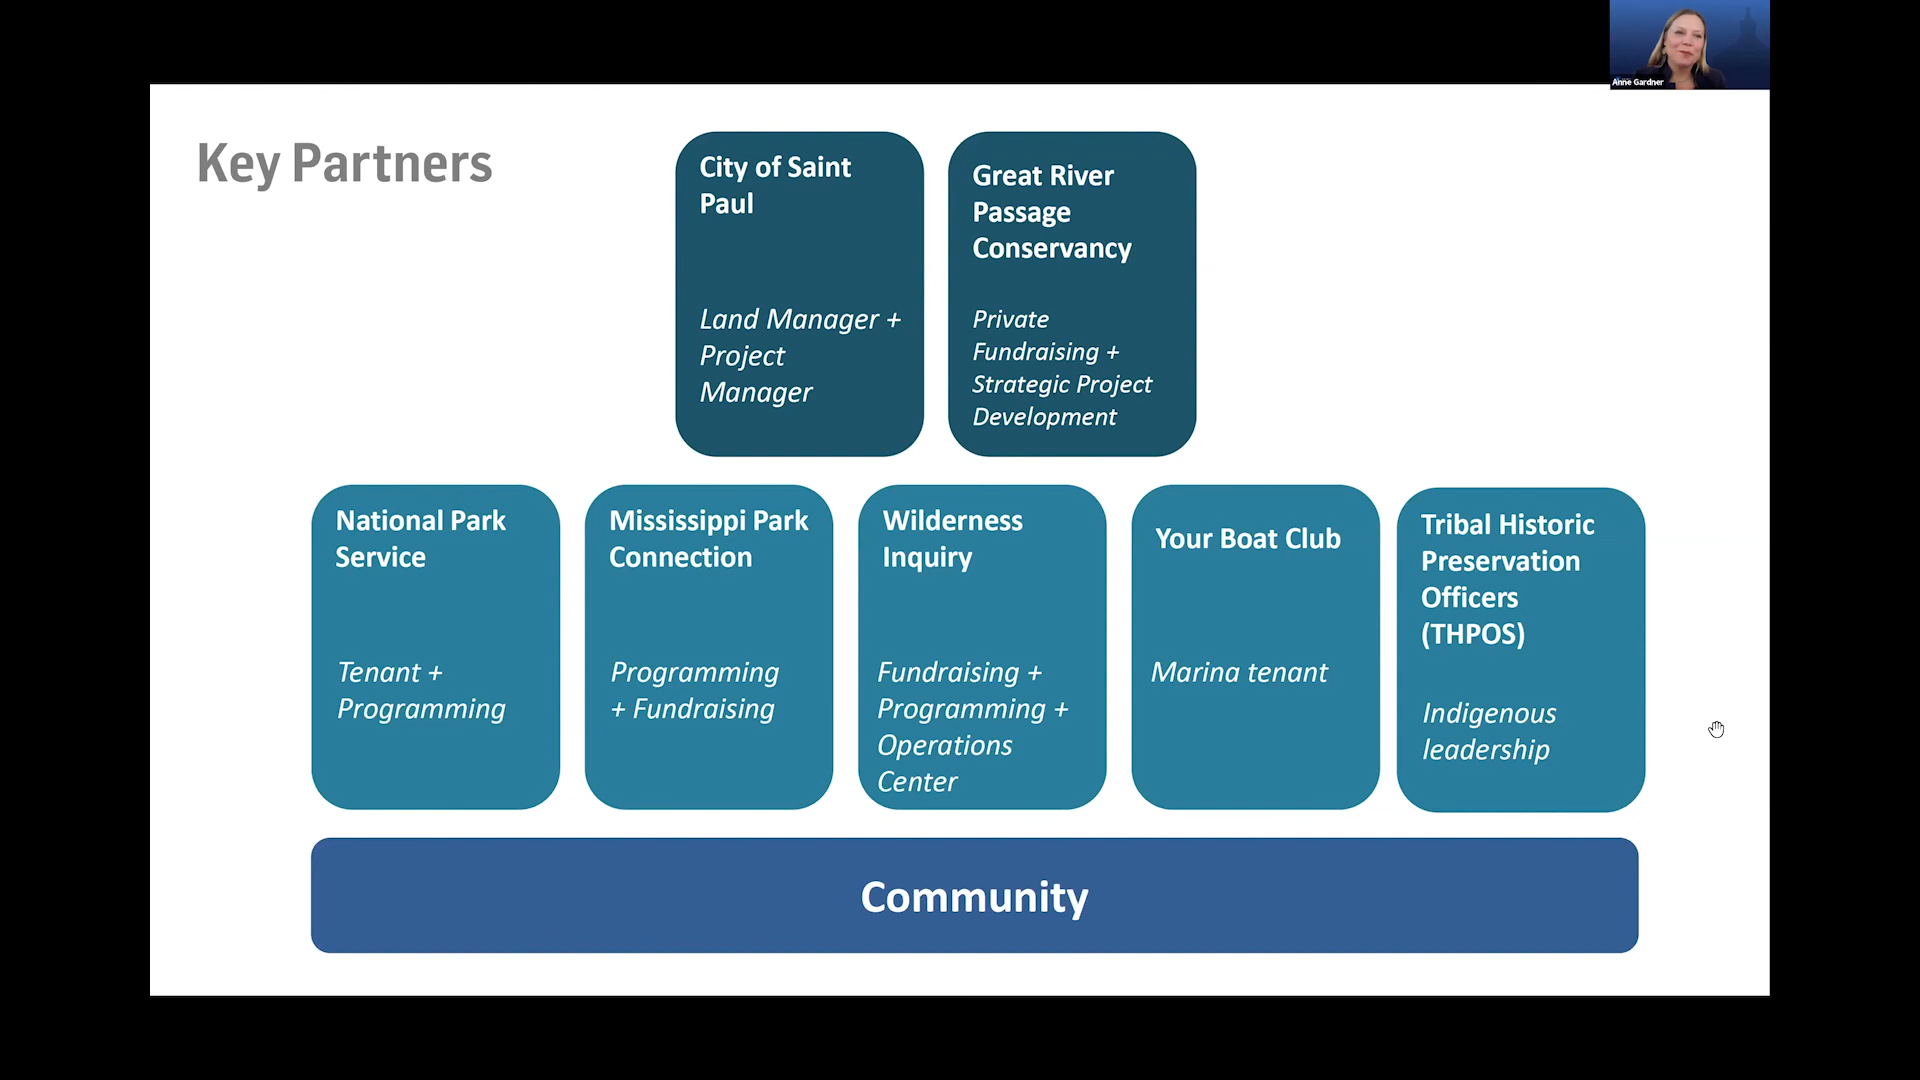 Anne Gardner
Key Partners
City of Saint
Paul
Land Manager +
Project
Manager
Great River
Passage
Conservancy
Private
Fundraising +
Strategic Project
Development
National Park
Service
Tenant +
Programming
Mississippi Park
Connection
Programming
+ Fundraising
Wilderness
Inquiry
Fundraising +
Programming +
Operations
Center
Your Boat Club
Marina tenant
Tribal Historic
Preservation
Officers
(THPOS)
Indigenous
leadership
Community